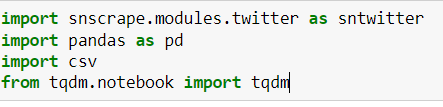 import snscrape.modules.twitter as sntwitter
import pandas as pd
import csv
from tqdm.notebook import tqdm